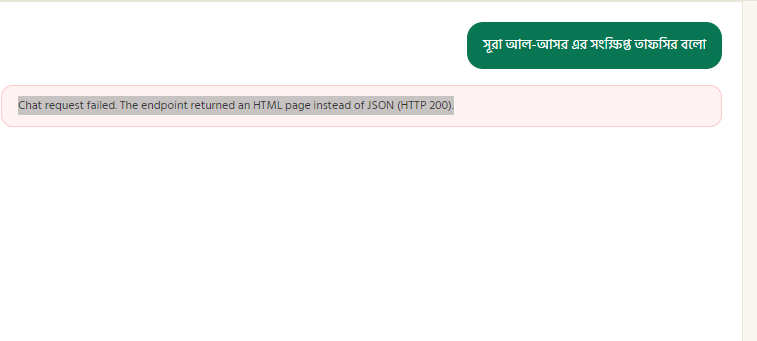 সূরা আল-আসর এর সংক্ষিপ্ত তাফসির বলো
Chat request failed. The endpoint returned an HTML page instead of JSON (HTTP 200).